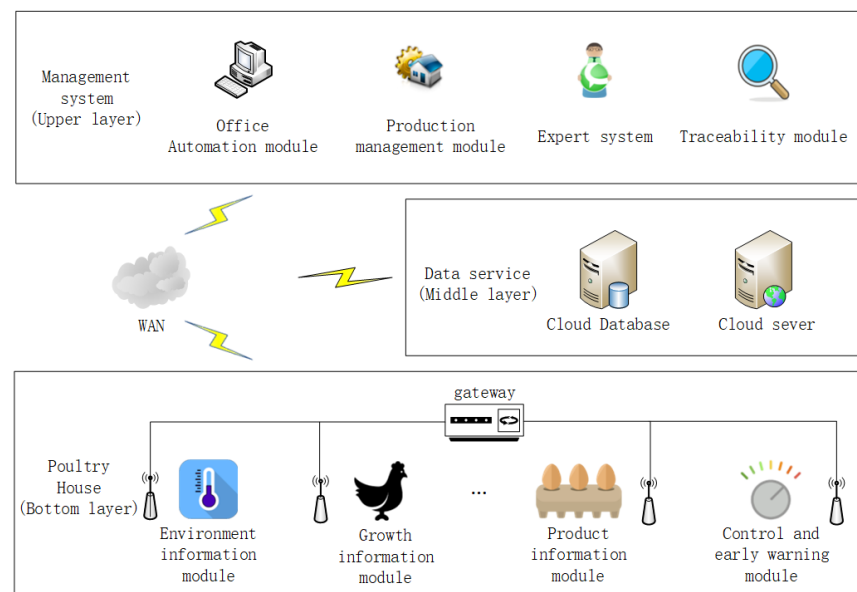 Management
system
(Upper layer)
Office
Automation module
Production
management module
Expert system
Traceability module
WAN
Data service
(Middle layer)
Cloud Database
Cloud sever
gateway
Poultry
House
(Bottom layer)
Environment
information
module
Growth
information
module
...
Product
information
module
Control and
early warning
module